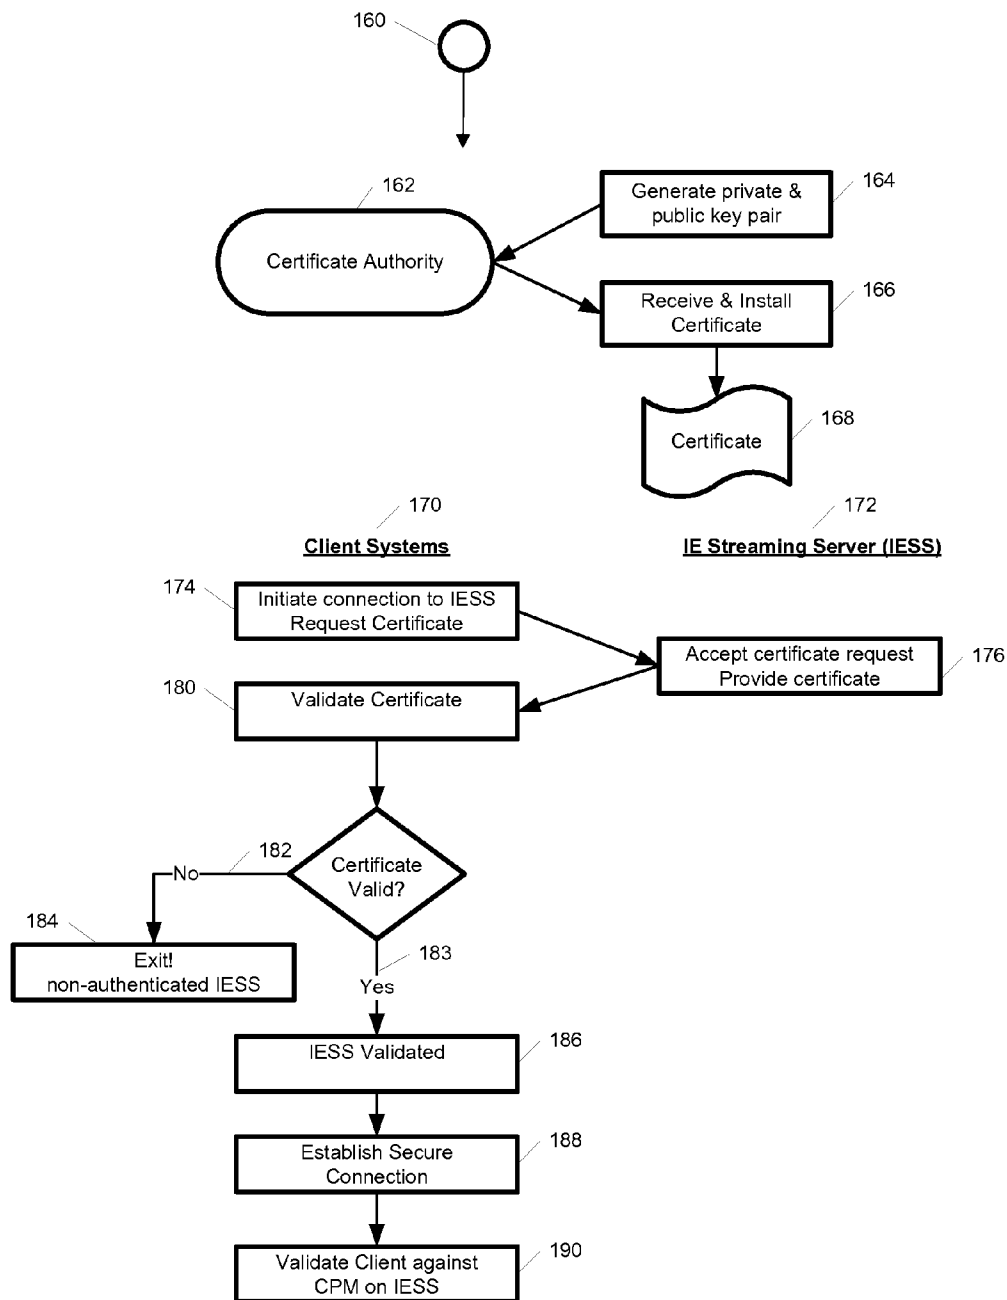 160
162
Certificate Authority
Generate private &
public key pair
164
Receive & Install
Certificate
166
Certificate
168
170
Client Systems
172
IE Streaming Server (IESS)
174
Initiate connection to IESS
Request Certificate
Accept certificate request
Provide certificate
176
180
Validate Certificate
Certificate
Valid?
182
No
184
Exit!
non-authenticated IESS
183
Yes
IESS Validated
186
Establish Secure
Connection
188
Validate Client against
CPM on IESS
190